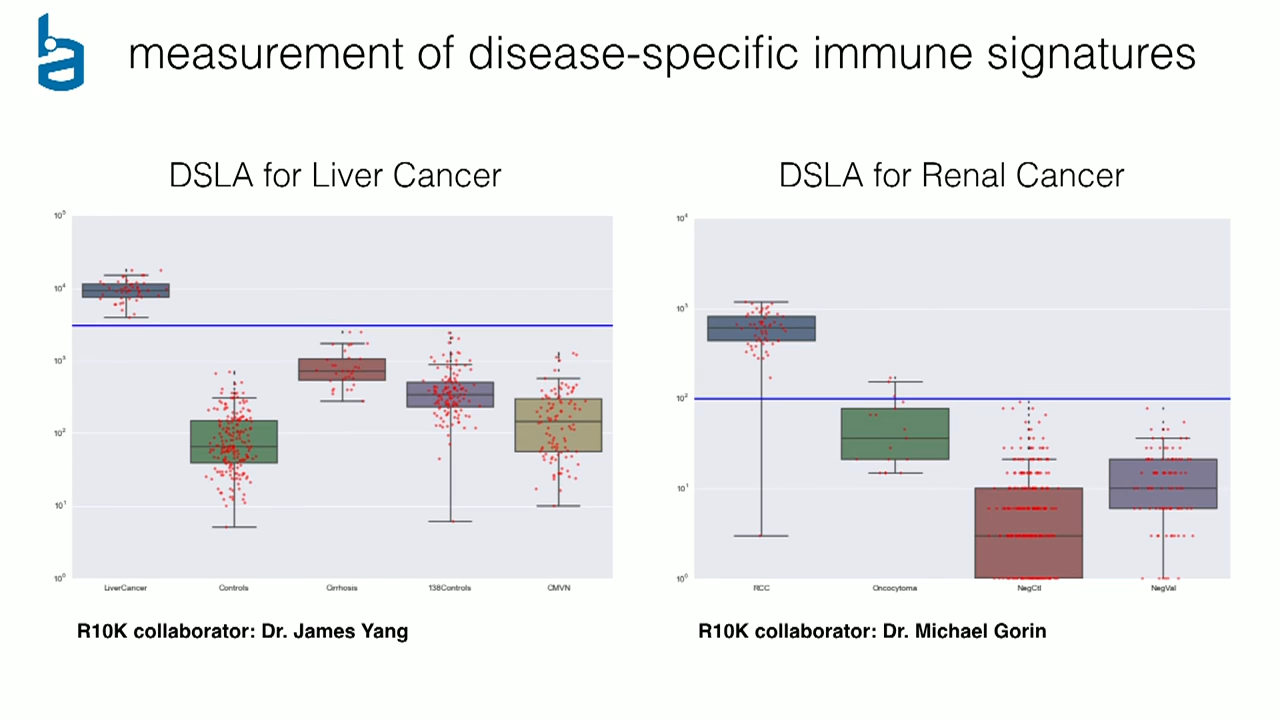 measurement of disease-specific immune signatures
DSLA for Liver Cancer
DSLA for Renal Cancer
10⁵
10⁴
10³
10²
10¹
10⁰
LiverCancer
Controls
Cirrhosis
138Controls
CMVN
10⁴
10³
10²
10¹
10⁰
RCC
Oncocytoma
NegCtl
NegVal
R10K collaborator: Dr. James Yang
R10K collaborator: Dr. Michael Gorin